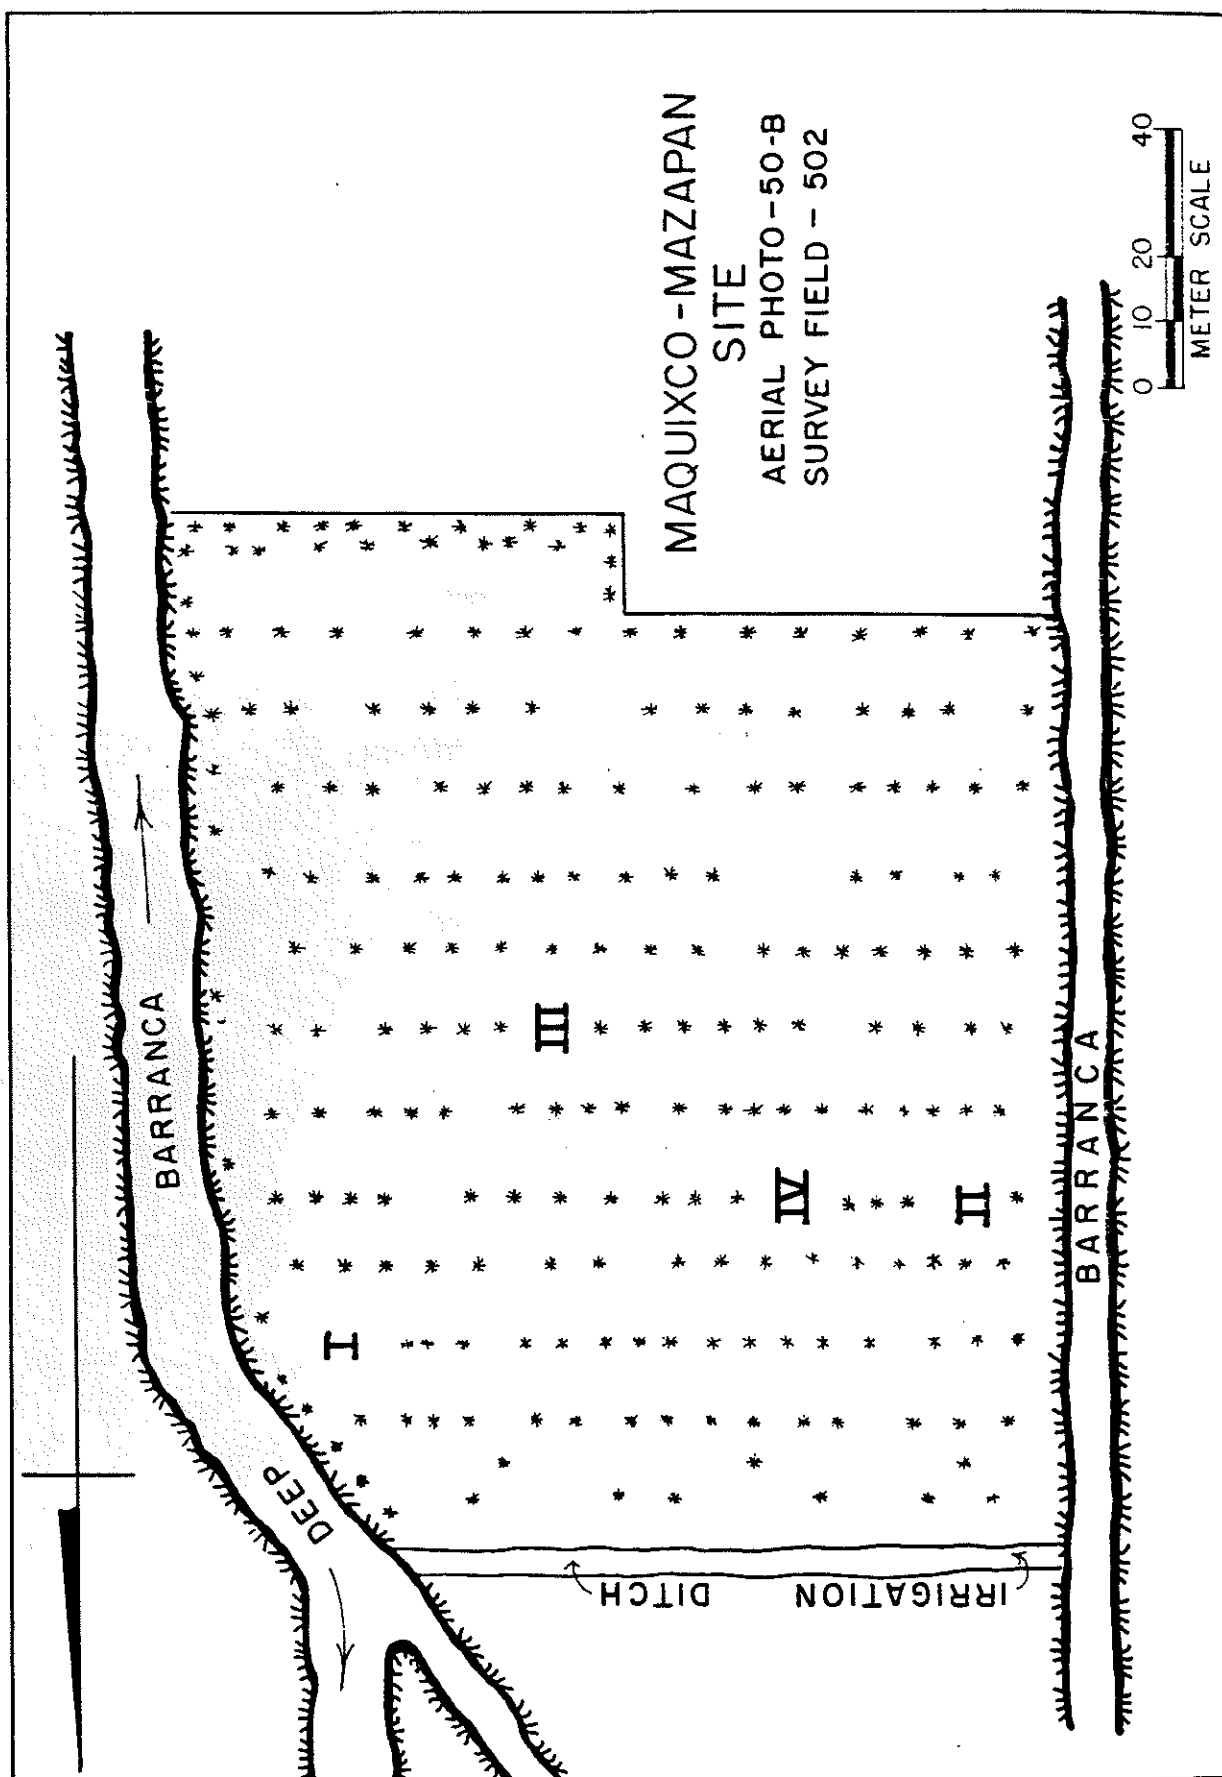 MAQUIXCO-MAZAPAN
SITE
AERIAL PHOTO-50-B
SURVEY FIELD - 502
0 10 20 40
METER SCALE
BARRANCA
DEEP
I
III
IV
II
BARRANCA
IRRIGATION DITCH